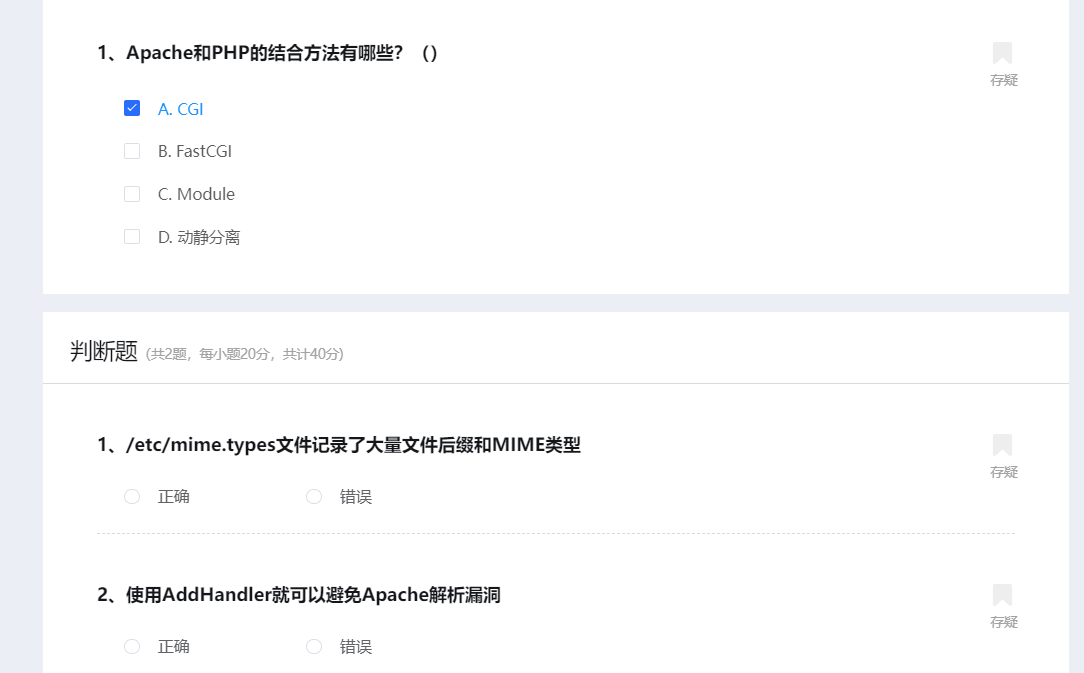 1、Apache和PHP的结合方法有哪些？（）
存疑
A. CGI
B. FastCGI
C. Module
D. 动静分离
判断题 (共2题，每小题20分，共计40分)
1、/etc/mime.types文件记录了大量文件后缀和MIME类型
存疑
正确 错误
2、使用AddHandler就可以避免Apache解析漏洞
存疑
正确 错误